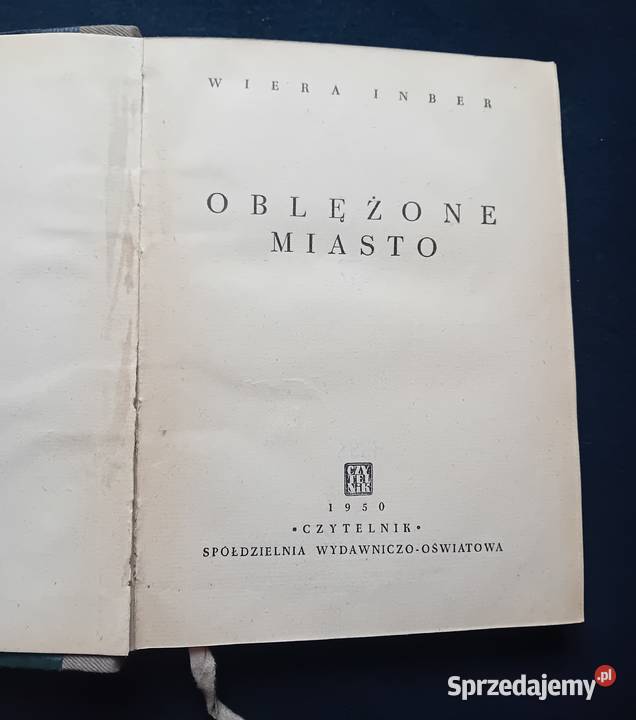 WIERA INBER
OBLĘŻONE
MIASTO
CZY
TEL
NIK
1950
•CZYTELNIK•
SPÓŁDZIELNIA WYDAWNICZO-OŚWIATOWA
Sprzedajemy.pl